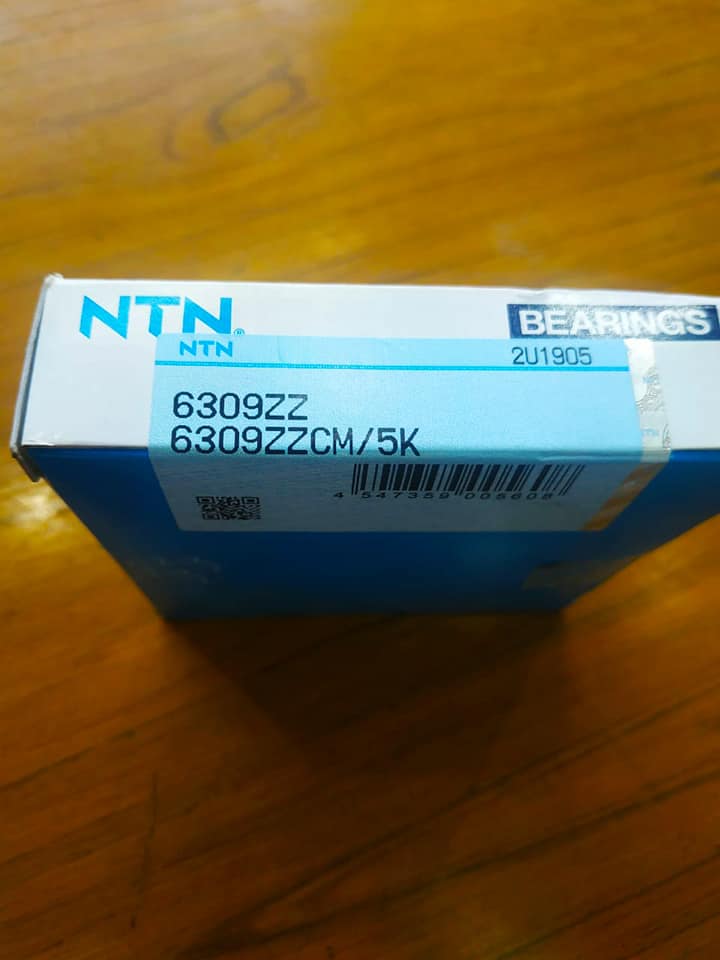 NTN®
BEARINGS
NTN
2U1905
6309ZZ
6309ZZCM/5K
4 547359 005608